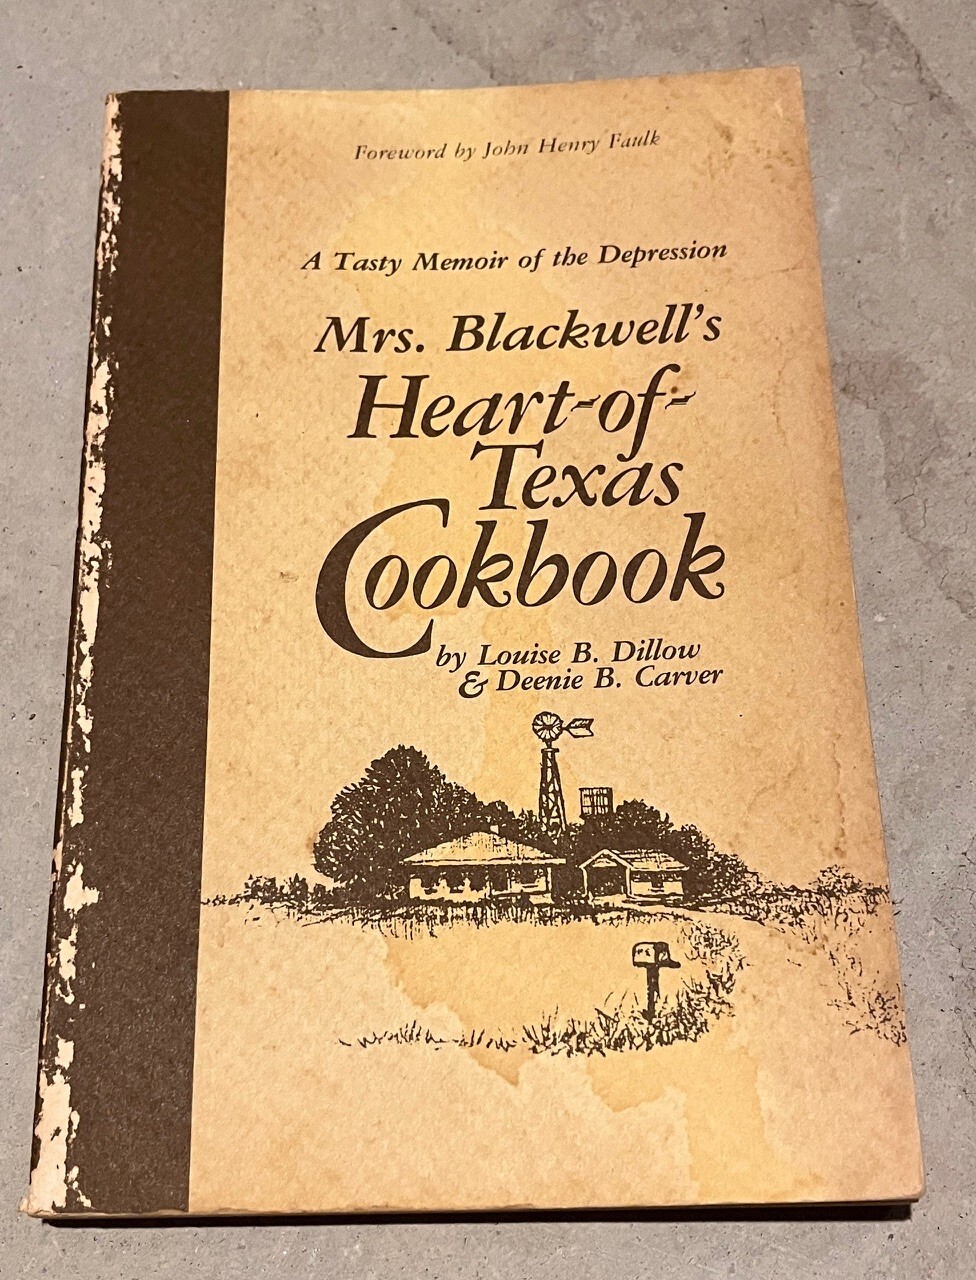 Foreword by John Henry Faulk
A Tasty Memoir of the Depression
Mrs. Blackwell's
Heart-of-
Texas
Cookbook
by Louise B. Dillow
& Deenie B. Carver